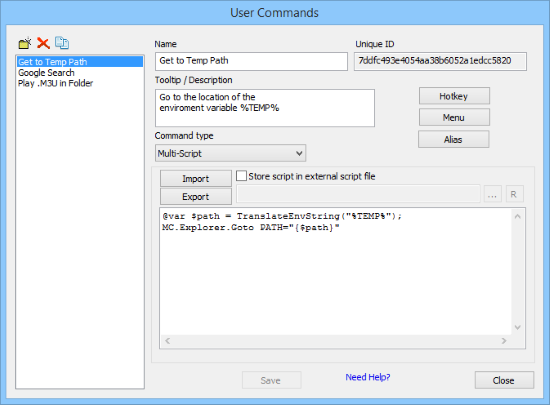 User Commands
Get to Temp Path
Google Search
Play .M3U in Folder
Name
Get to Temp Path
Unique ID
7ddfc493e4054aa38b6052a1edcc5820
Tooltip / Description
Go to the location of the
enviroment variable %TEMP%
Hotkey
Menu
Alias
Command type
Multi-Script
Import
Export
Store script in external script file
...
R
@var $path = TranslateEnvString("%TEMP%");
MC.Explorer.Goto PATH="{$path}"
Save
Need Help?
Close